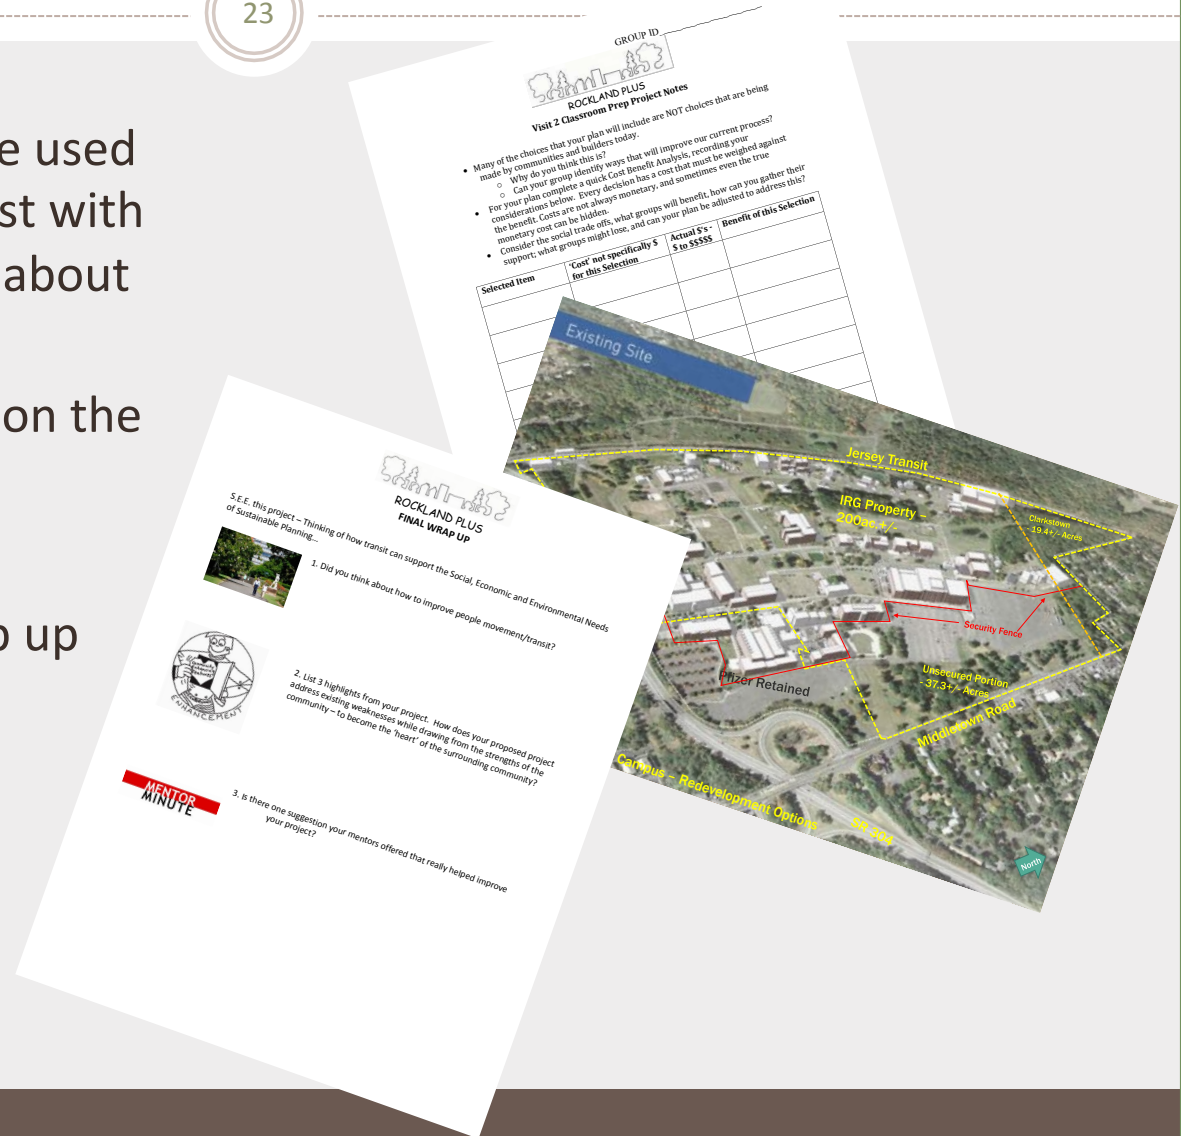 23
e used
st with
about
on the
p up
GROUP ID
ROCKLAND PLUS
Visit 2 Classroom Prep Project Notes
• Many of the choices that your plan will include are NOT choices that are being
made by communities and builders today.
o Why do you think this is?
o Can your group identify ways that will improve our current process?
• For your plan complete a quick Cost Benefit Analysis, recording your
considerations below. Every decision has a cost that must be weighed against
the benefit. Costs are not always monetary, and sometimes even the true
monetary cost can be hidden.
• Consider the social trade offs, what groups will benefit, how can you gather their
support; what groups might lose, and can your plan be adjusted to address this?
Selected Item
'Cost' not specifically $
for this Selection
Actual $'s -
$ to $$$$$
Benefit of this Selection
Existing Site
Jersey Transit
IRG Property –
200ac +/-
Clarkstown
- 19.4+/- Acres
Security Fence
Unsecured Portion
- 37.3+/- Acres
Pfizer Retained
Middletown Road
Campus – Redevelopment Options
SR 304
North
ROCKLAND PLUS
FINAL WRAP UP
S.E.E. this project – Thinking of how transit can support the Social, Economic and Environmental Needs
of Sustainable Planning...
1. Did you think about how to improve people movement/transit?
ENHANCEMENT
2. List 3 highlights from your project. How does your proposed project
address existing weaknesses while drawing from the strengths of the
community – to become the 'heart' of the surrounding community?
MENTOR
MINUTE
3. Is there one suggestion your mentors offered that really helped improve
your project?